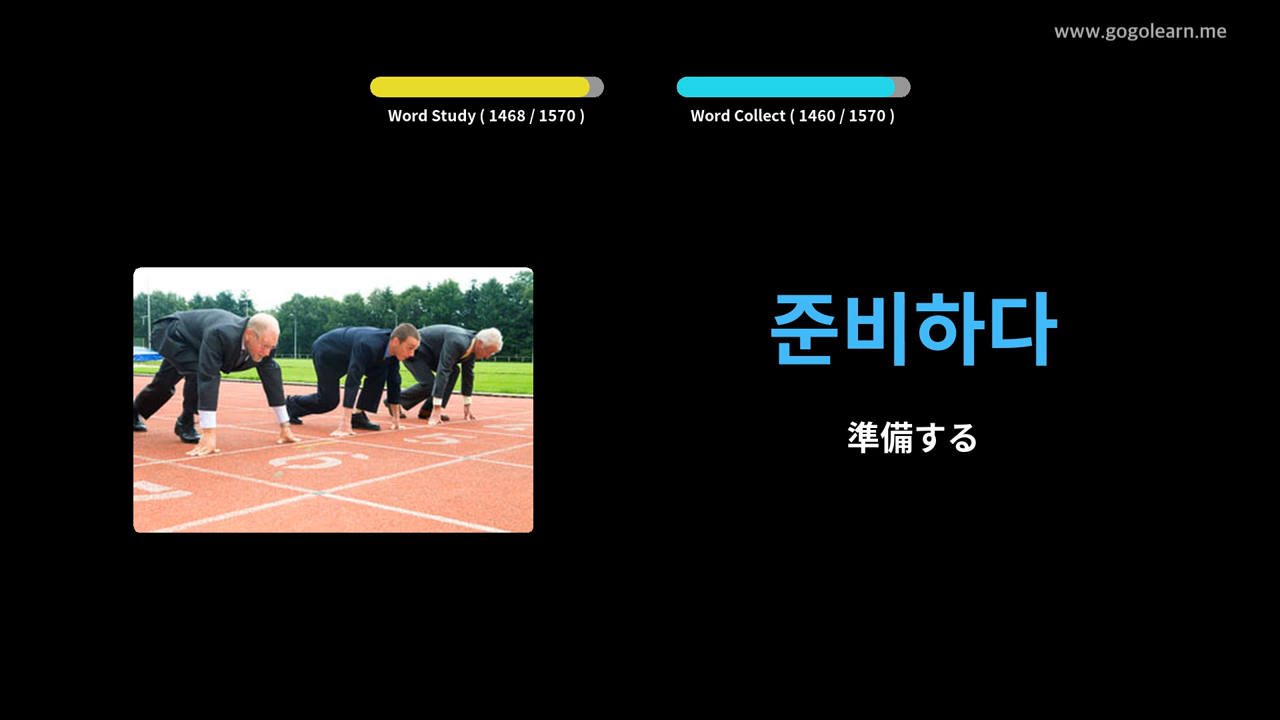 www.gogolearn.me
Word Study ( 1468 / 1570 )
Word Collect ( 1460 / 1570 )
준비하다
準備する
5